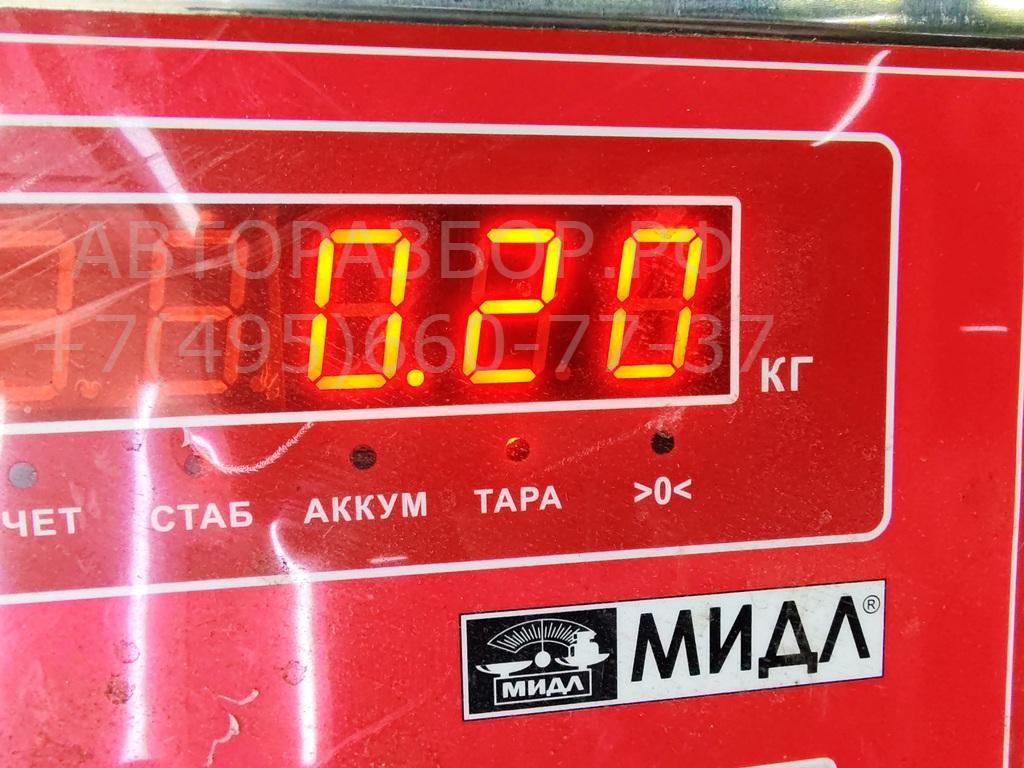 АВТОРАЗБОР.РФ
0.20
+7(495)660-77-37
КГ
ЧЕТ СТАБ АККУМ ТАРА >0<
МИДЛ МИДЛ®